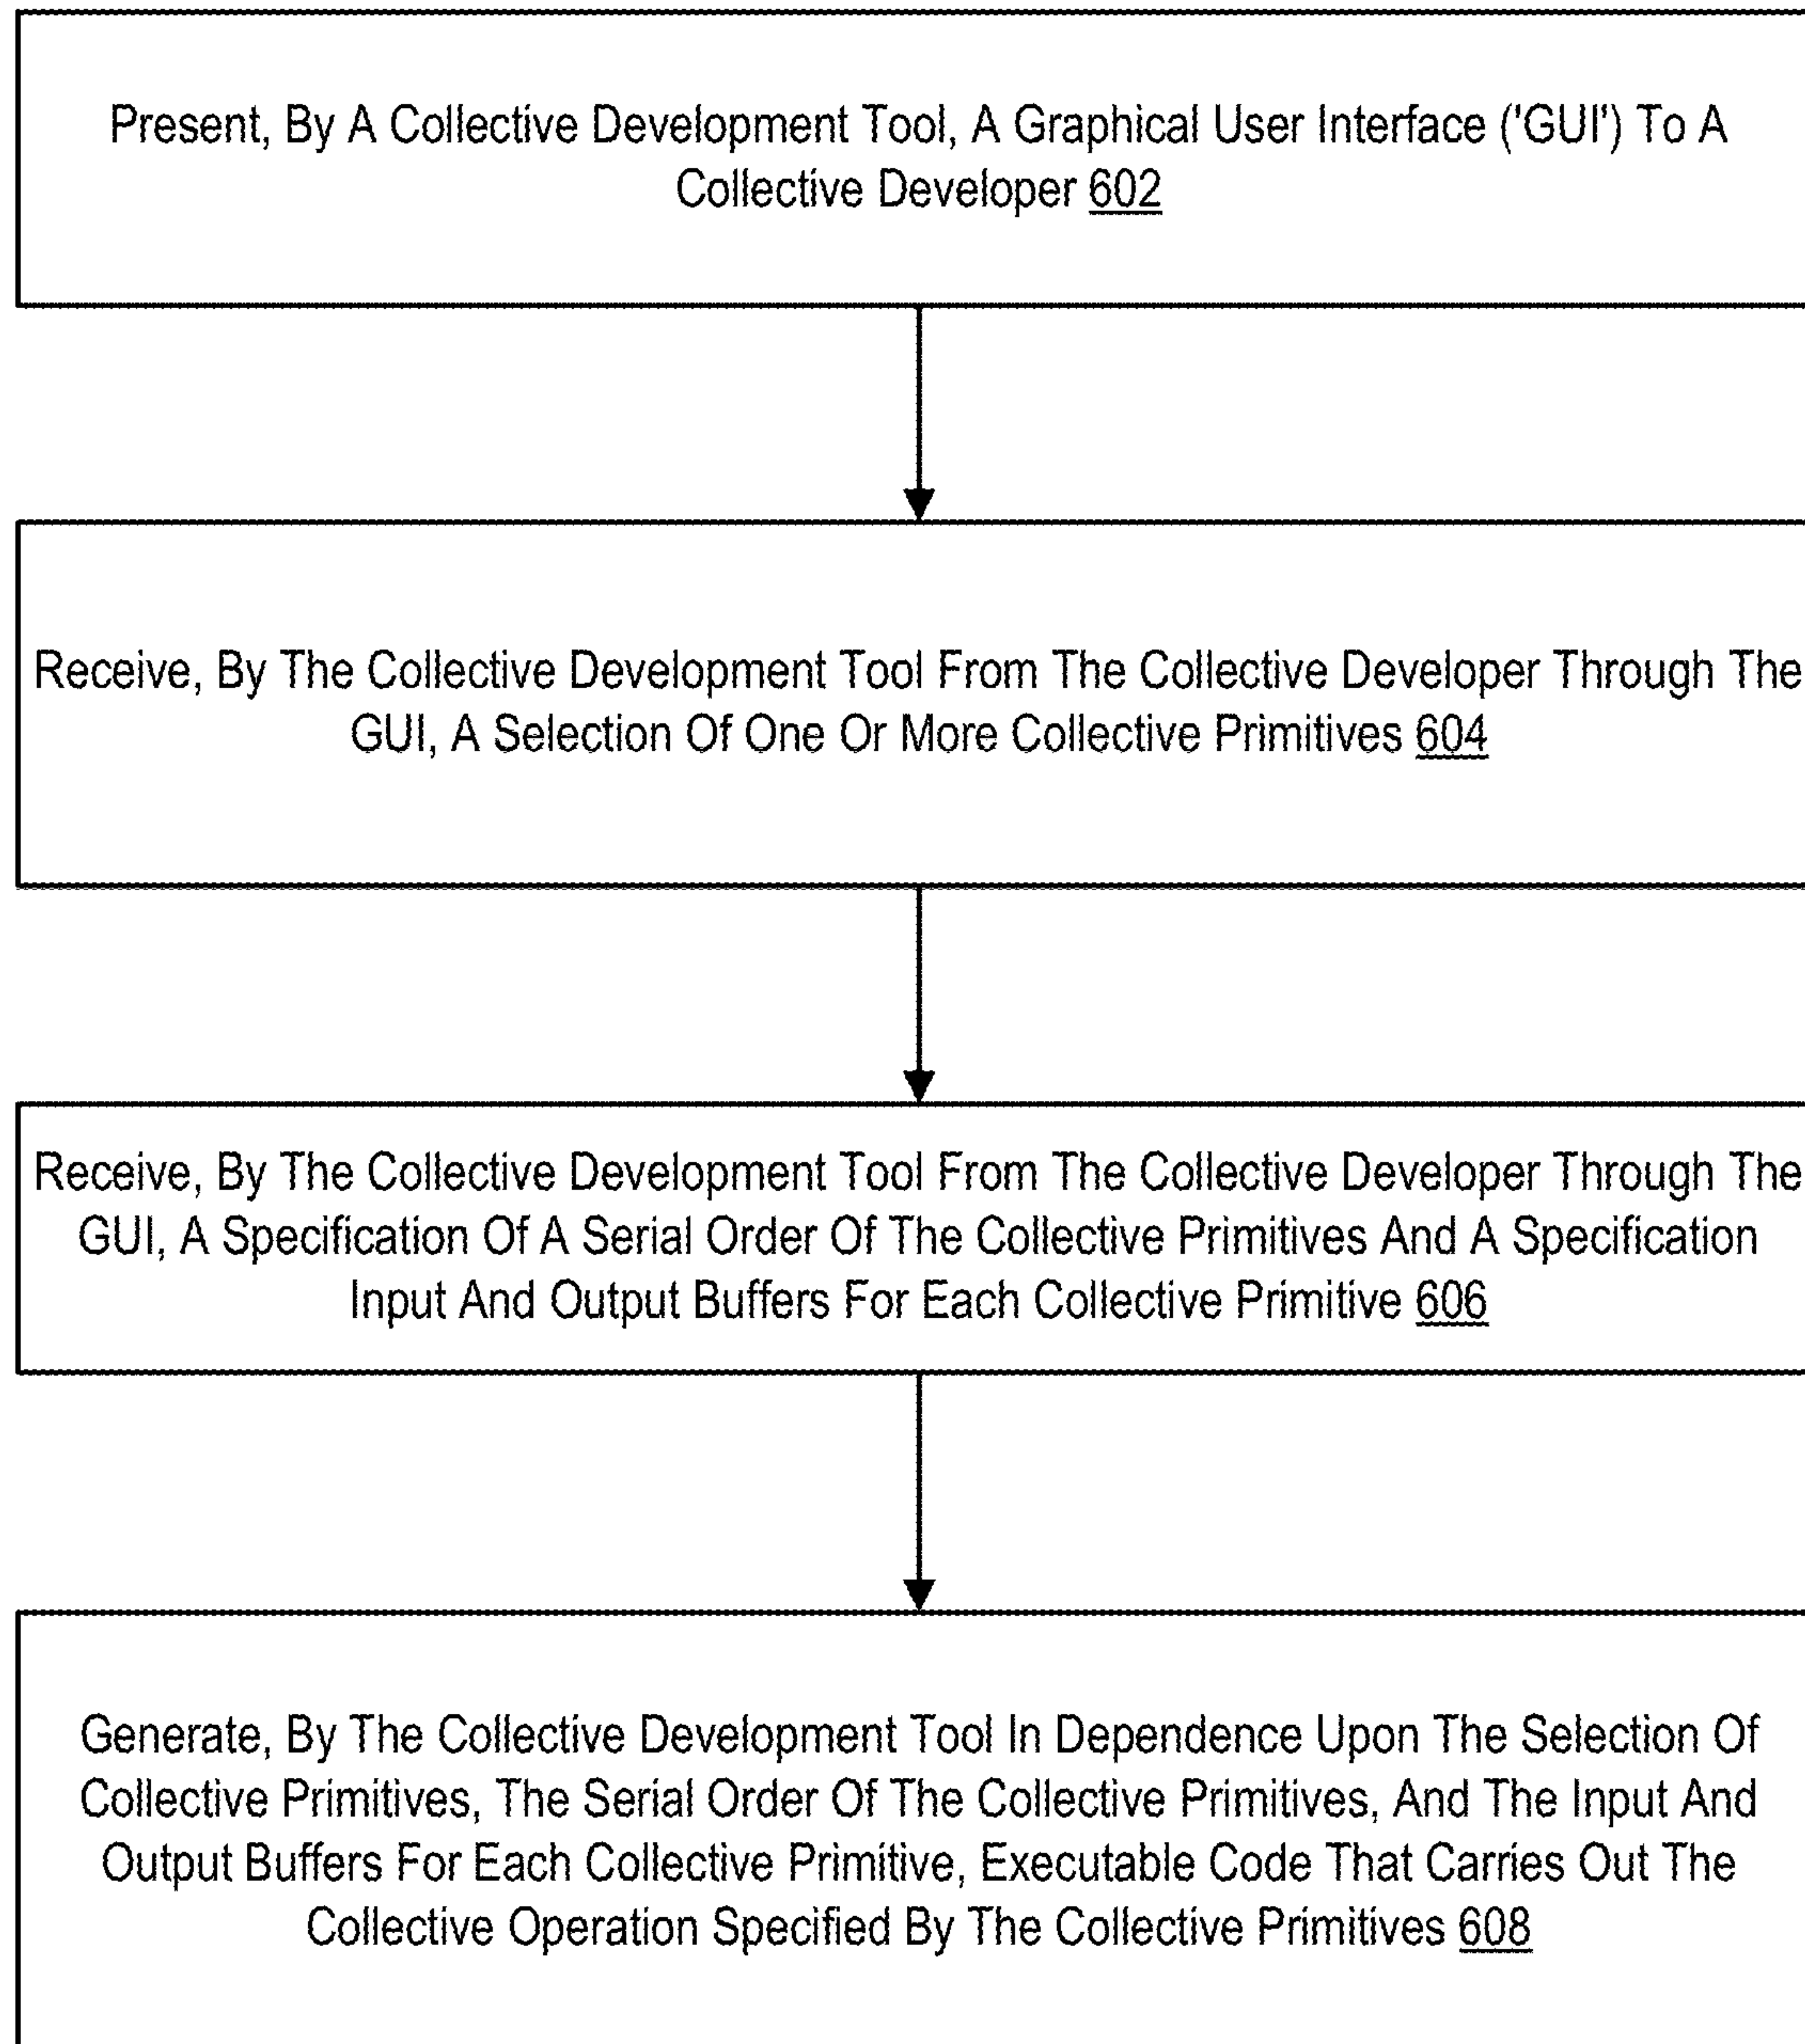 Present, By A Collective Development Tool, A Graphical User Interface ('GUI') To A
Collective Developer 602
Receive, By The Collective Development Tool From The Collective Developer Through The
GUI, A Selection Of One Or More Collective Primitives 604
Receive, By The Collective Development Tool From The Collective Developer Through The
GUI, A Specification Of A Serial Order Of The Collective Primitives And A Specification
Input And Output Buffers For Each Collective Primitive 606
Generate, By The Collective Development Tool In Dependence Upon The Selection Of
Collective Primitives, The Serial Order Of The Collective Primitives, And The Input And
Output Buffers For Each Collective Primitive, Executable Code That Carries Out The
Collective Operation Specified By The Collective Primitives 608